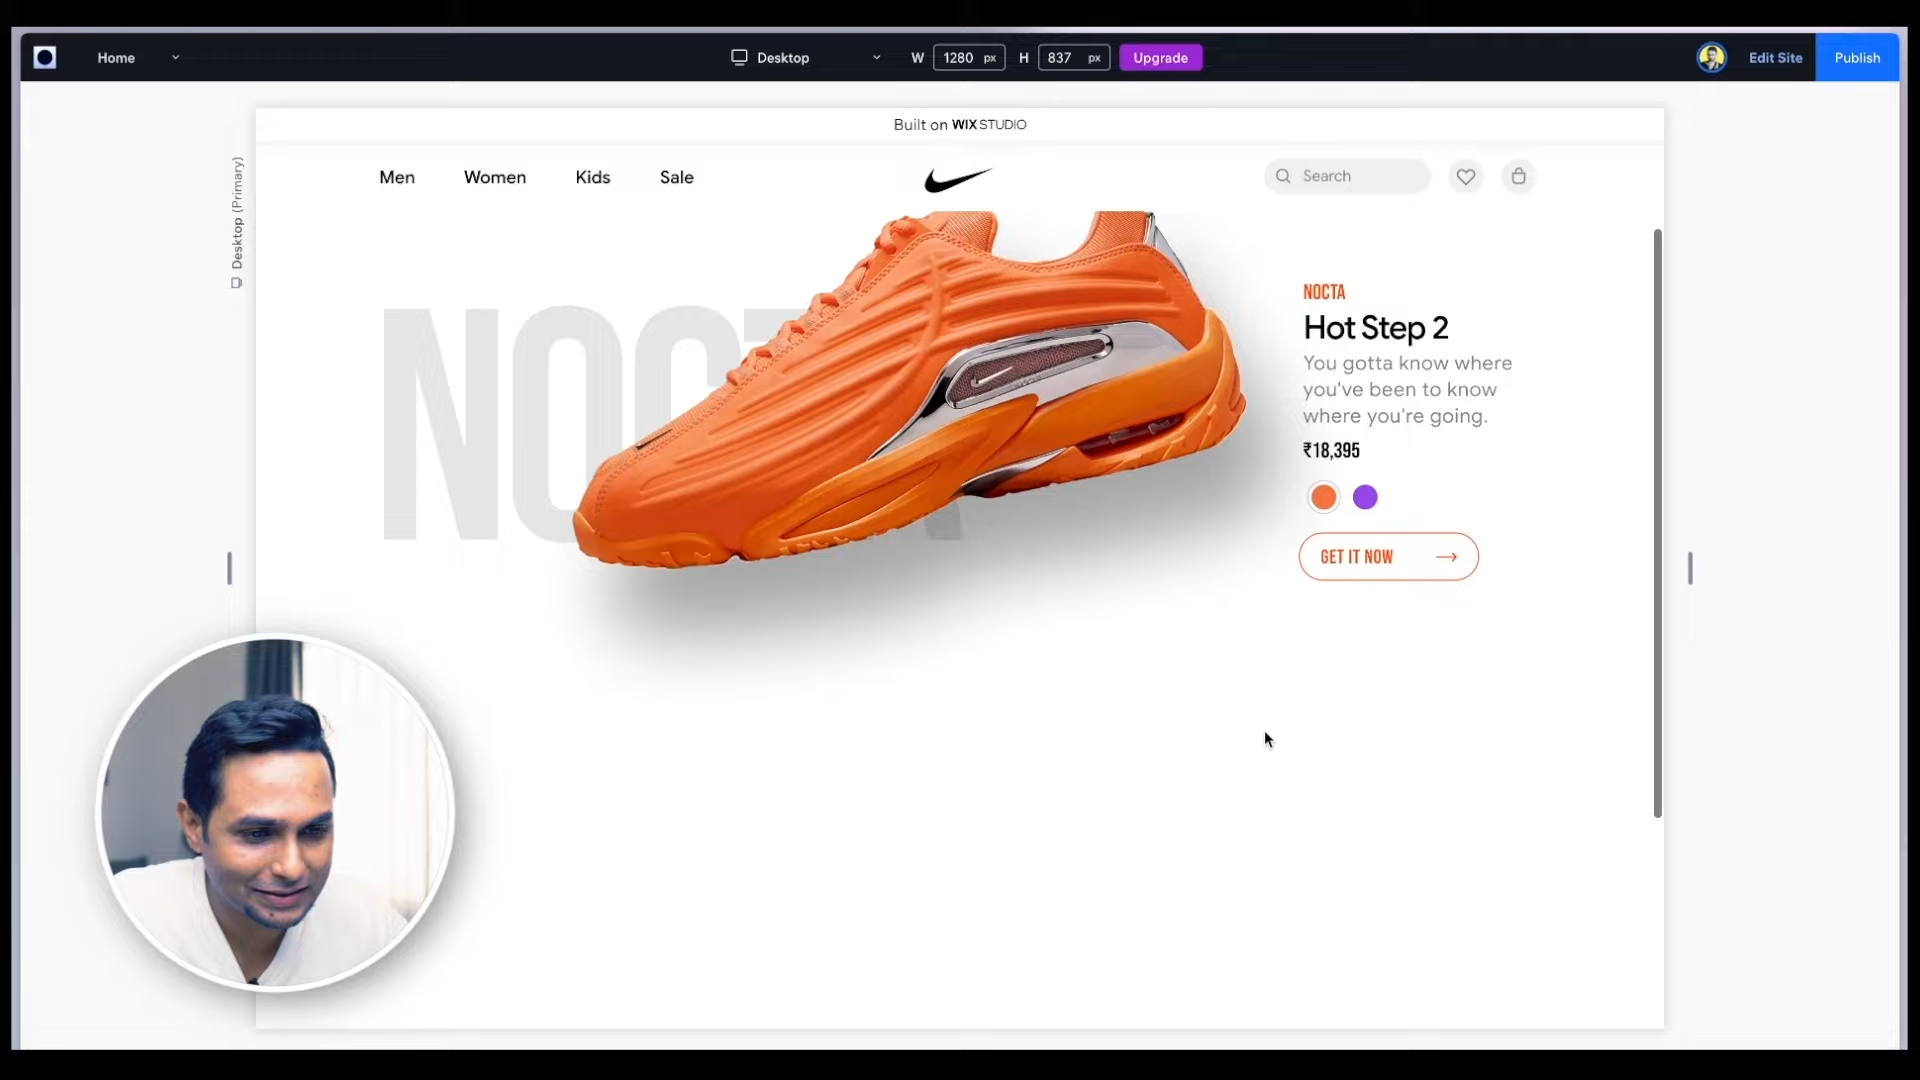 Home
Desktop
W 1280 px H 837 px
Upgrade
Edit Site
Publish
Built on WIX STUDIO
Desktop (Primary)
Men Women Kids Sale
Search
NOCTA
NOCTA
Hot Step 2
You gotta know where
you've been to know
where you're going.
₹18,395
GET IT NOW